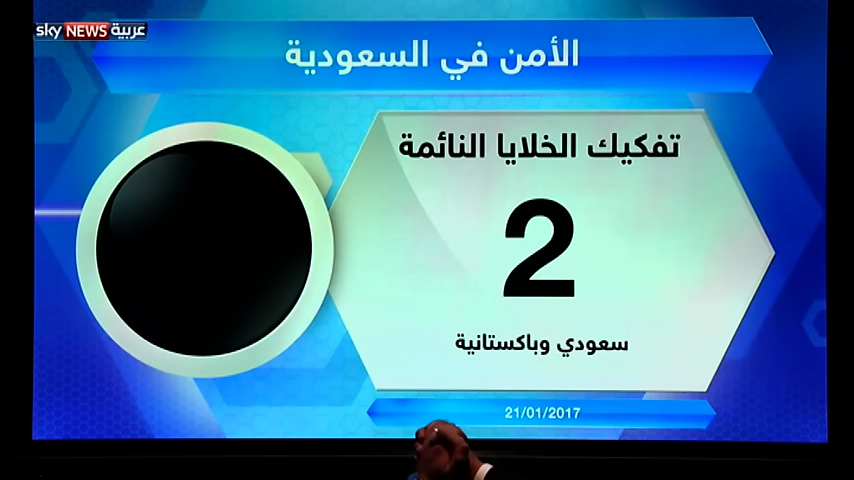 sky NEWS عربية
الأمن في السعودية
تفكيك الخلايا النائمة
2
سعودي وباكستانية
21/01/2017